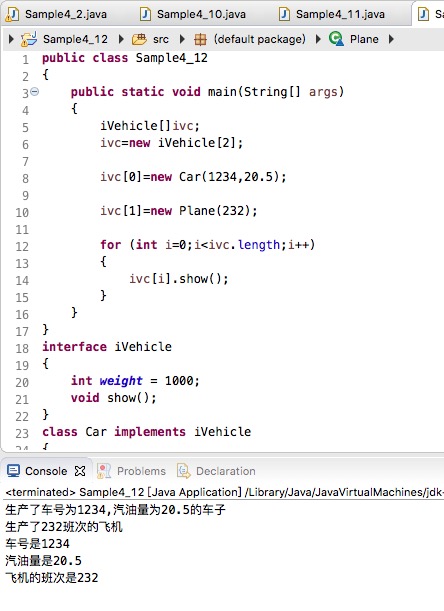 Sample4_2.java Sample4_10.java Sample4_11.java Sa
Sample4_12 src (default package) Plane
1 public class Sample4_12
2 {
3 public static void main(String[] args)
4 {
5 iVehicle[]ivc;
6 ivc=new iVehicle[2];
7
8 ivc[0]=new Car(1234,20.5);
9
10 ivc[1]=new Plane(232);
11
12 for (int i=0;i<ivc.length;i++)
13 {
14 ivc[i].show();
15 }
16 }
17 }
18 interface iVehicle
19 {
20 int weight = 1000;
21 void show();
22 }
23 class Car implements iVehicle
24 {
Console Problems Declaration
<terminated> Sample4_12 [Java Application] /Library/Java/JavaVirtualMachines/jdk-
生产了车号为1234,汽油量为20.5的车子
生产了232班次的飞机
车号是1234
汽油量是20.5
飞机的班次是232